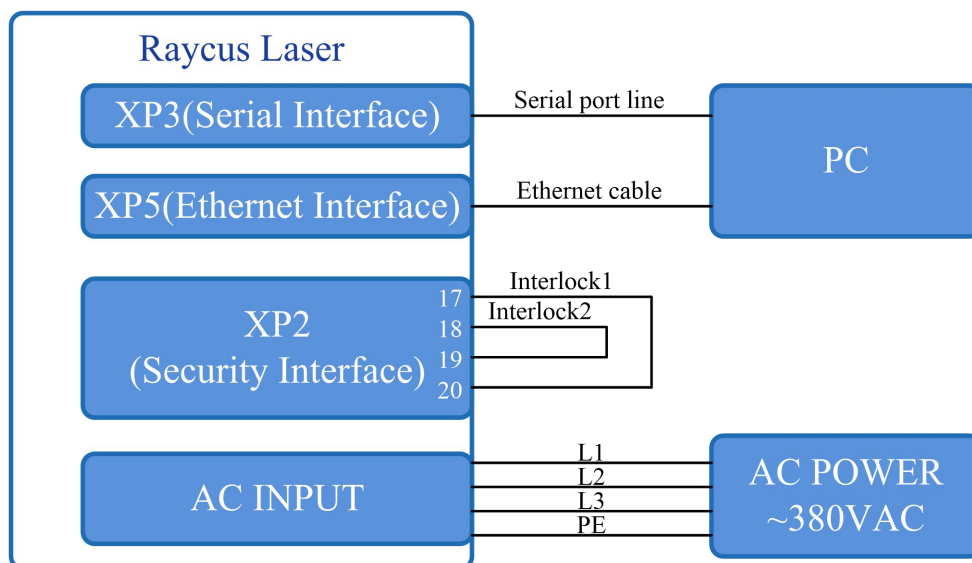 Raycus Laser
XP3(Serial Interface)
Serial port line
PC
XP5(Ethernet Interface)
Ethernet cable
XP2
(Security Interface)
17
18
19
20
Interlock1
Interlock2
AC INPUT
L1
L2
L3
PE
AC POWER
~380VAC